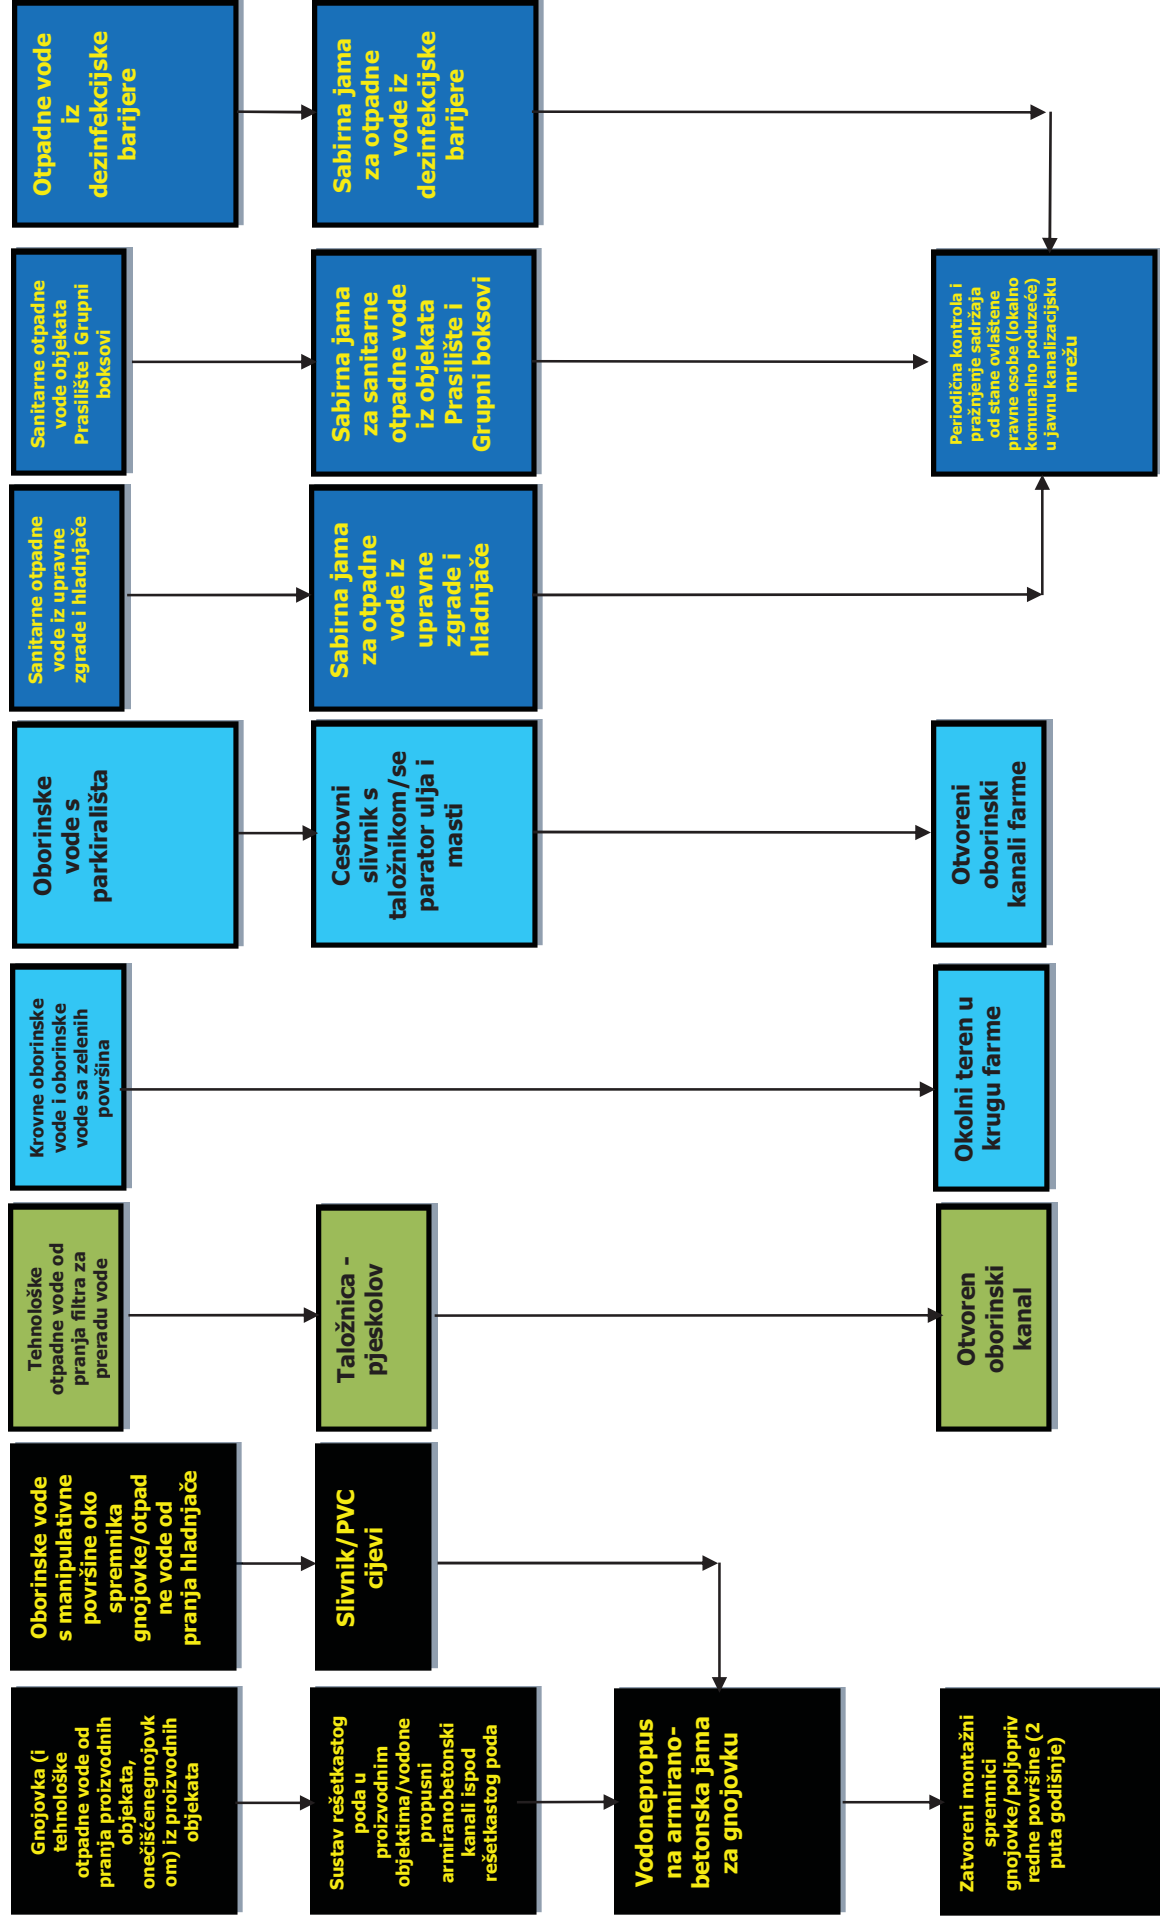 Gnojovka (i
tehnološke
otpadne vode od
pranja proizvodnih
objekata,
onečišćenegnojovk
om) iz proizvodnih
objekata
Oborinske vode
s manipulativne
površine oko
spremnika
gnojovke/otpad
ne vode od
pranja hladnjače
Tehnološke
otpadne vode od
pranja filtra za
preradu vode
Krovne oborinske
vode i oborinske
vode sa zelenih
površina
Oborinske
vode s
parkirališta
Sanitarne otpadne
vode iz upravne
zgrade i hladnjače
Sanitarne otpadne
vode objekata
Prasilište i Grupni
boksovi
Otpadne vode
iz
dezinfekcijske
barijere
Sustav rešetkastog
poda u
proizvodnim
objektima/vodone
propusni
armiranobetonski
kanali ispod
rešetkastog poda
Slivnik/PVC
cijevi
Taložnica -
pjeskolov
Cestovni
slivnik s
taložnikom/se
parator ulja i
masti
Sabirna jama
za otpadne
vode iz
upravne
zgrade i
hladnjače
Sabirna jama
za sanitarne
otpadne vode
iz objekata
Prasilište i
Grupni boksovi
Sabirna jama
za otpadne
vode iz
dezinfekcijske
barijere
Vodonepropus
na armirano-
betonska jama
za gnojovku
Zatvoreni montažni
spremnici
gnojovke/poljopriv
redne površine (2
puta godišnje)
Otvoren
oborinski
kanal
Okolni teren u
krugu farme
Otvoreni
oborinski
kanali farme
Periodična kontrola i
pražnjenje sadržaja
od stane ovlaštene
pravne osobe (lokalno
komunalno poduzeće)
u javnu kanalizacijsku
mrežu